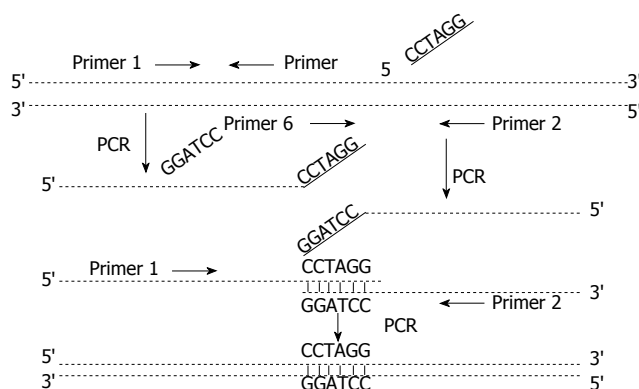 CCTAGG
Primer 1 Primer 5
5' 3'
3' 5'
GGATCC Primer 6 Primer 2
PCR CCTAGG PCR
5'
GGATCC 5'
Primer 1 CCTAGG
5'
GGATCC 3'
Primer 2
PCR
CCTAGG
5' 3'
3' 5'
GGATCC